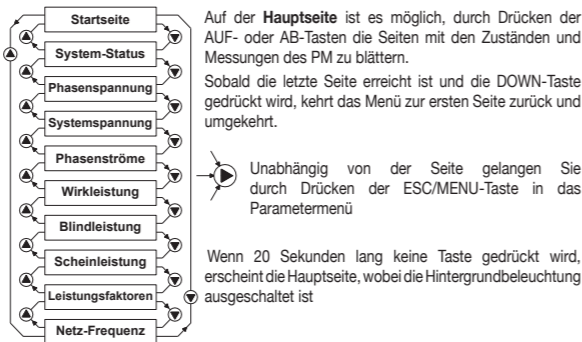 Startseite
System-Status
Phasenspannung
Systemspannung
Phasenströme
Wirkleistung
Blindleistung
Scheinleistung
Leistungsfaktoren
Netz-Frequenz
Auf der Hauptseite ist es möglich, durch Drücken der
AUF- oder AB-Tasten die Seiten mit den Zuständen und
Messungen des PM zu blättern.
Sobald die letzte Seite erreicht ist und die DOWN-Taste
gedrückt wird, kehrt das Menü zur ersten Seite zurück und
umgekehrt.
Unabhängig von der Seite gelangen Sie
durch Drücken der ESC/MENU-Taste in das
Parametermenü
Wenn 20 Sekunden lang keine Taste gedrückt wird,
erscheint die Hauptseite, wobei die Hintergrundbeleuchtung
ausgeschaltet ist